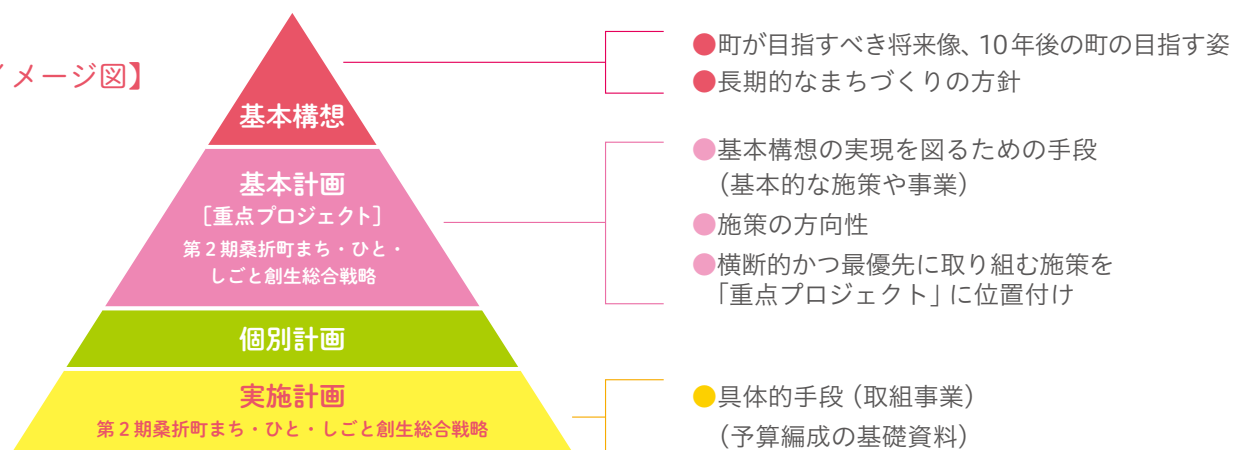 イメージ図】
基本構想
●町が目指すべき将来像、10年後の町の目指す姿
●長期的なまちづくりの方針
基本計画
［重点プロジェクト］
第2期桑折町まち・ひと・
しごと創生総合戦略
●基本構想の実現を図るための手段
（基本的な施策や事業）
●施策の方向性
●横断的かつ最優先に取り組む施策を
「重点プロジェクト」に位置付け
個別計画
実施計画
第2期桑折町まち・ひと・しごと創生総合戦略
●具体的手段（取組事業）
（予算編成の基礎資料）